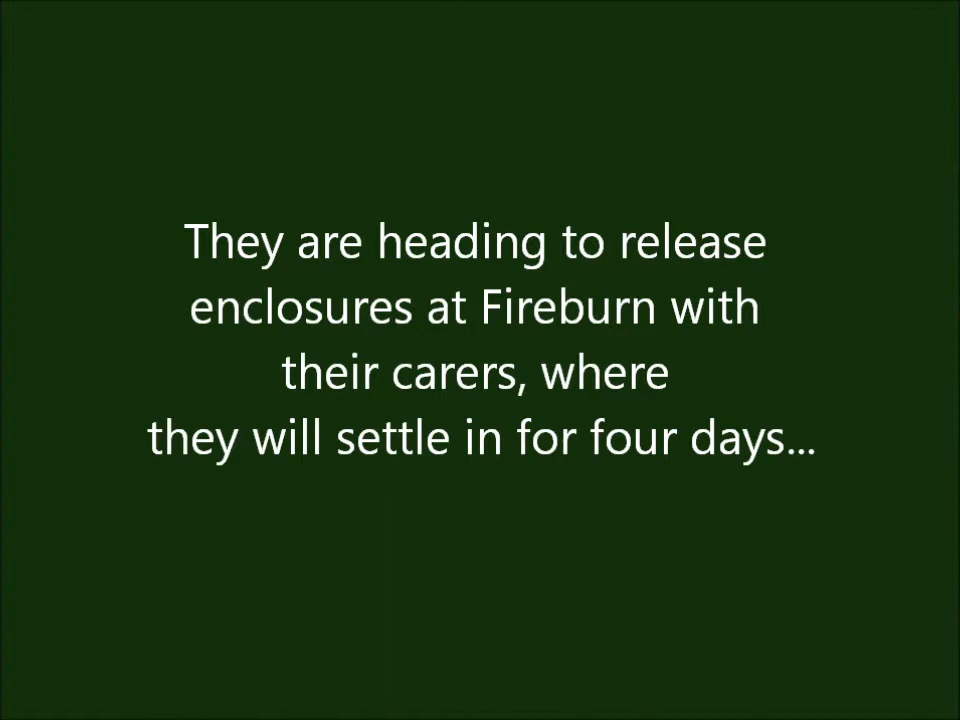 They are heading to release
enclosures at Fireburn with
their carers, where
they will settle in for four days...